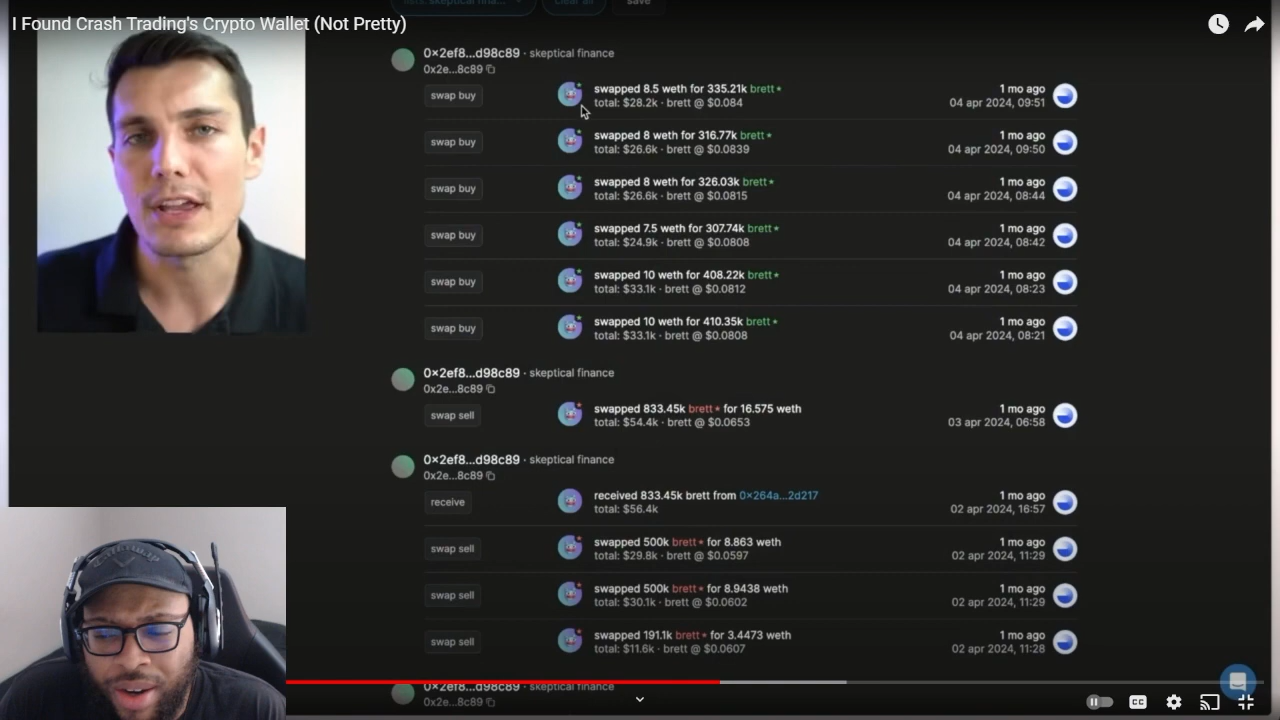 I Found Crash Trading's Crypto Wallet (Not Pretty)
clear all
save
0×2ef8...d98c89 · skeptical finance
0x2e...8c89
swap buy
swapped 8.5 weth for 335.21k brett
total: $28.2k · brett @ $0.084
1 mo ago
04 apr 2024, 09:51
swap buy
swapped 8 weth for 316.77k brett
total: $26.6k · brett @ $0.0839
1 mo ago
04 apr 2024, 09:50
swap buy
swapped 8 weth for 326.03k brett
total: $26.6k · brett @ $0.0815
1 mo ago
04 apr 2024, 08:44
swap buy
swapped 7.5 weth for 307.74k brett
total: $24.9k · brett @ $0.0808
1 mo ago
04 apr 2024, 08:42
swap buy
swapped 10 weth for 408.22k brett
total: $33.1k · brett @ $0.0812
1 mo ago
04 apr 2024, 08:23
swap buy
swapped 10 weth for 410.35k brett
total: $33.1k · brett @ $0.0808
1 mo ago
04 apr 2024, 08:21
0×2ef8...d98c89 · skeptical finance
0x2e...8c89
swap sell
swapped 833.45k brett for 16.575 weth
total: $54.4k · brett @ $0.0653
1 mo ago
03 apr 2024, 06:58
0×2ef8...d98c89 · skeptical finance
0x2e...8c89
receive
received 833.45k brett from 0×264a...2d217
total: $56.4k
1 mo ago
02 apr 2024, 16:57
swap sell
swapped 500k brett for 8.863 weth
total: $29.8k · brett @ $0.0597
1 mo ago
02 apr 2024, 11:29
swap sell
swapped 500k brett for 8.9438 weth
total: $30.1k · brett @ $0.0602
1 mo ago
02 apr 2024, 11:29
swap sell
swapped 191.1k brett for 3.4473 weth
total: $11.6k · brett @ $0.0607
1 mo ago
02 apr 2024, 11:28
0×2ef8...d98c89 · skeptical finance
0x2e...8c89
CC